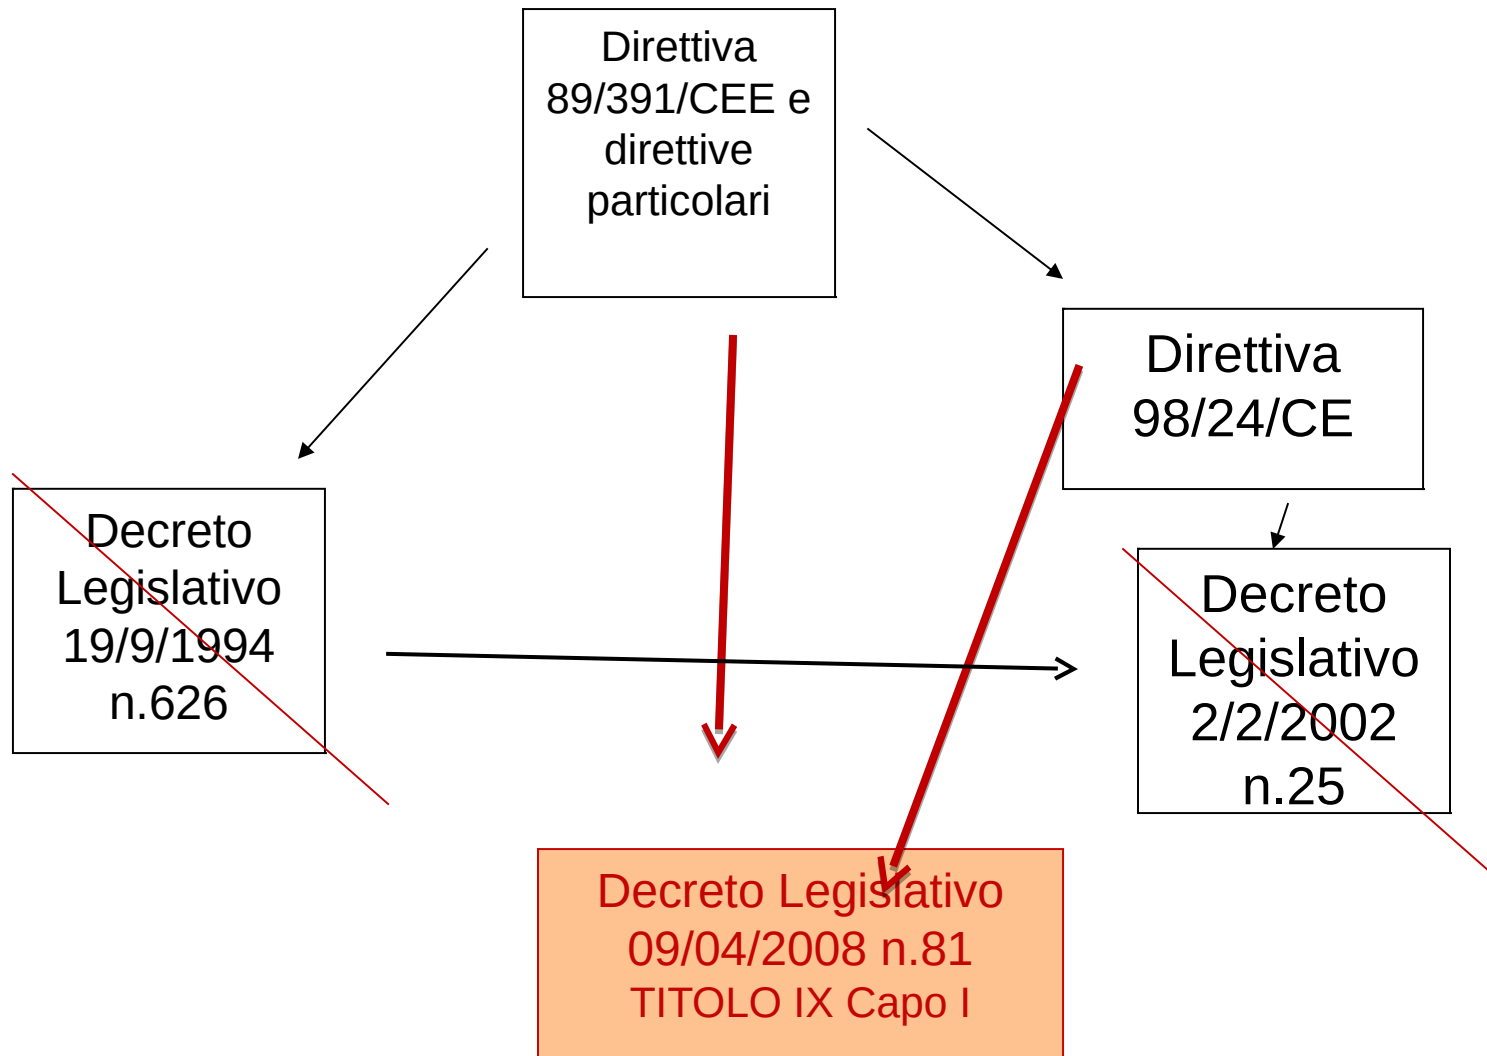 Direttiva
89/391/CEE e
direttive
particolari
Direttiva
98/24/CE
Decreto
Legislativo
19/9/1994
n.626
Decreto
Legislativo
2/2/2002
n.25
Decreto Legislativo
09/04/2008 n.81
TITOLO IX Capo I